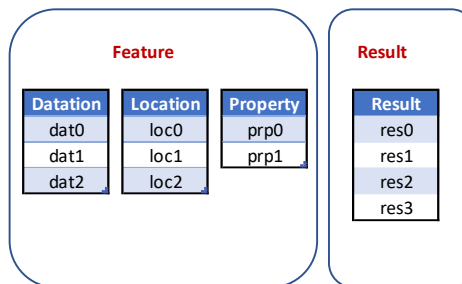 Feature Result
Datation Location Property Result
dat0 loc0 prp0 res0
dat1 loc1 prp1 res1
dat2 loc2 res2
res3